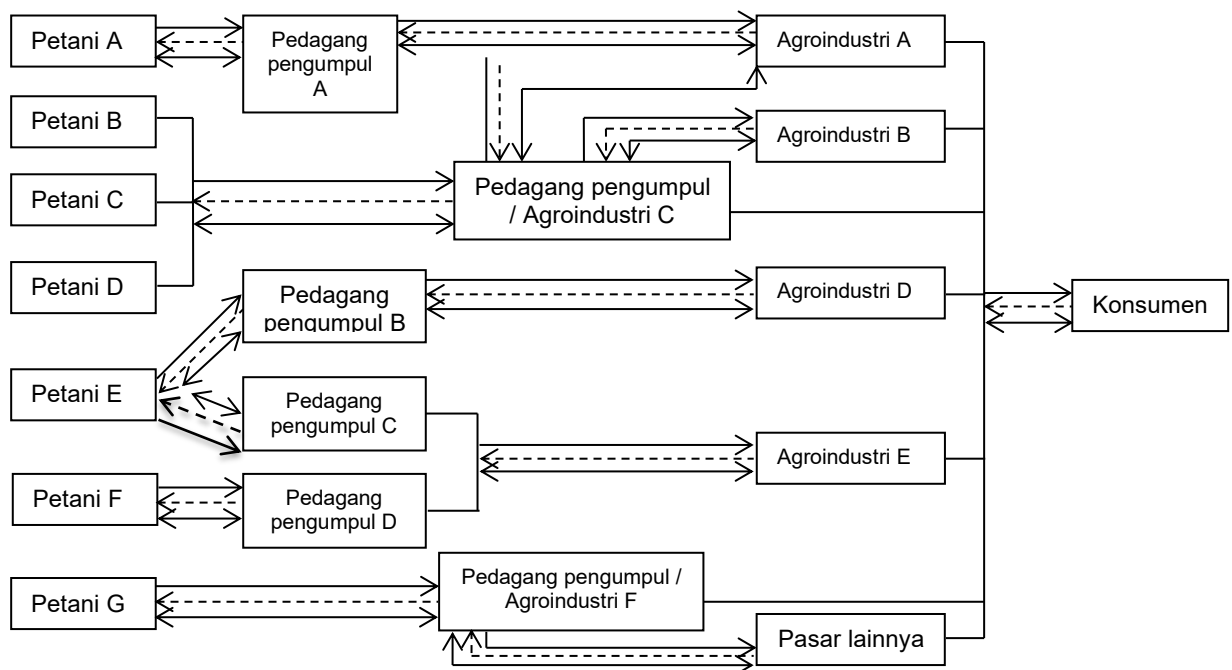 Petani A
Pedagang
pengumpul
A
Agroindustri A
Petani B
Agroindustri B
Petani C
Pedagang pengumpul
/ Agroindustri C
Petani D
Pedagang
pengumpul B
Agroindustri D
Konsumen
Petani E
Pedagang
pengumpul C
Agroindustri E
Petani F
Pedagang
pengumpul D
Petani G
Pedagang pengumpul /
Agroindustri F
Pasar lainnya